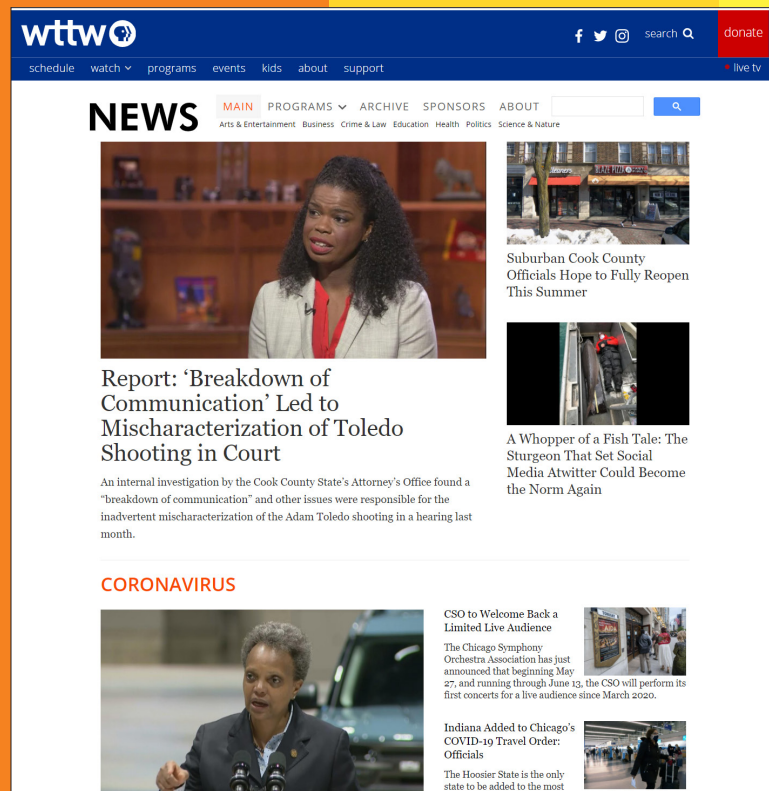 wttw
search
donate
schedule watch programs events kids about support
live tv
NEWS
MAIN PROGRAMS ARCHIVE SPONSORS ABOUT
Arts & Entertainment Business Crime & Law Education Health Politics Science & Nature
Report: ‘Breakdown of
Communication’ Led to
Mischaracterization of Toledo
Shooting in Court
An internal investigation by the Cook County State’s Attorney’s Office found a
“breakdown of communication” and other issues were responsible for the
inadvertent mischaracterization of the Adam Toledo shooting in a hearing last
month.
Cleaners
BLAZE PIZZA
Suburban Cook County
Officials Hope to Fully Reopen
This Summer
A Whopper of a Fish Tale: The
Sturgeon That Set Social
Media Atwitter Could Become
the Norm Again
CORONAVIRUS
CSO to Welcome Back a
Limited Live Audience
The Chicago Symphony
Orchestra Association has just
announced that beginning May
27, and running through June 13, the CSO will perform its
first concerts for a live audience since March 2020.
Indiana Added to Chicago’s
COVID-19 Travel Order:
Officials
The Hoosier State is the only
state to be added to the most